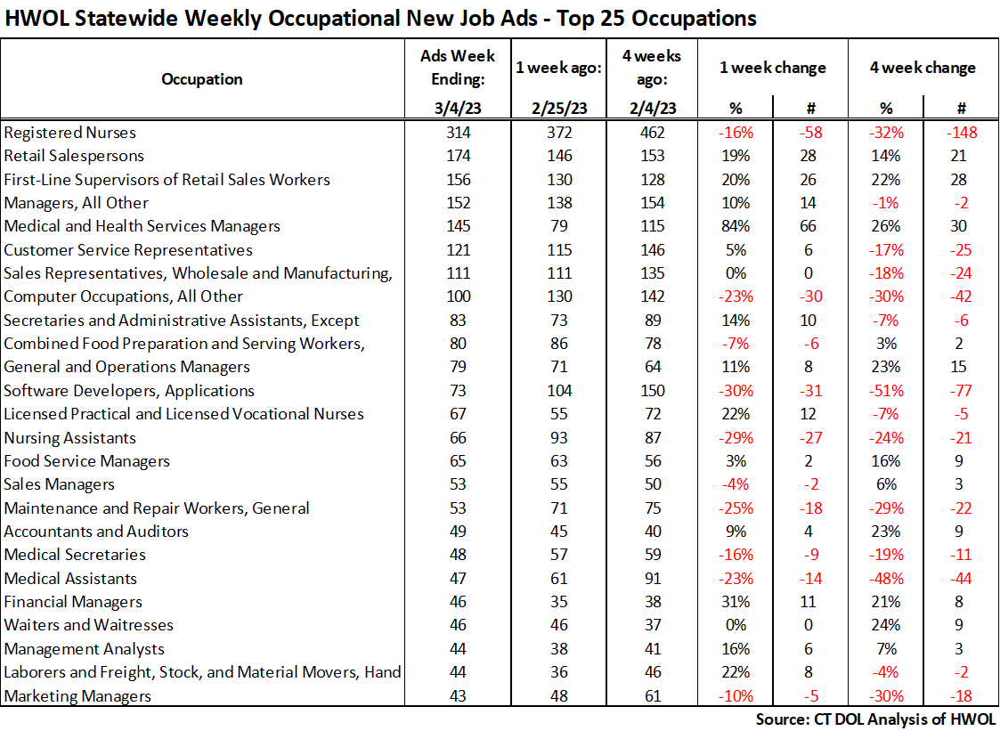 HWOL Statewide Weekly Occupational New Job Ads - Top 25 Occupations
Occupation Ads Week Ending: 1 week ago: 4 weeks ago: 1 week change 4 week change
3/4/23 2/25/23 2/4/23 % # % #
Registered Nurses 314 372 462 -16% -58 -32% -148
Retail Salespersons 174 146 153 19% 28 14% 21
First-Line Supervisors of Retail Sales Workers 156 130 128 20% 26 22% 28
Managers, All Other 152 138 154 10% 14 -1% -2
Medical and Health Services Managers 145 79 115 84% 66 26% 30
Customer Service Representatives 121 115 146 5% 6 -17% -25
Sales Representatives, Wholesale and Manufacturing, 111 111 135 0% 0 -18% -24
Computer Occupations, All Other 100 130 142 -23% -30 -30% -42
Secretaries and Administrative Assistants, Except 83 73 89 14% 10 -7% -6
Combined Food Preparation and Serving Workers, 80 86 78 -7% -6 3% 2
General and Operations Managers 79 71 64 11% 8 23% 15
Software Developers, Applications 73 104 150 -30% -31 -51% -77
Licensed Practical and Licensed Vocational Nurses 67 55 72 22% 12 -7% -5
Nursing Assistants 66 93 87 -29% -27 -24% -21
Food Service Managers 65 63 56 3% 2 16% 9
Sales Managers 53 55 50 -4% -2 6% 3
Maintenance and Repair Workers, General 53 71 75 -25% -18 -29% -22
Accountants and Auditors 49 45 40 9% 4 23% 9
Medical Secretaries 48 57 59 -16% -9 -19% -11
Medical Assistants 47 61 91 -23% -14 -48% -44
Financial Managers 46 35 38 31% 11 21% 8
Waiters and Waitresses 46 46 37 0% 0 24% 9
Management Analysts 44 38 41 16% 6 7% 3
Laborers and Freight, Stock, and Material Movers, Hand 44 36 46 22% 8 -4% -2
Marketing Managers 43 48 61 -10% -5 -30% -18
Source: CT DOL Analysis of HWOL